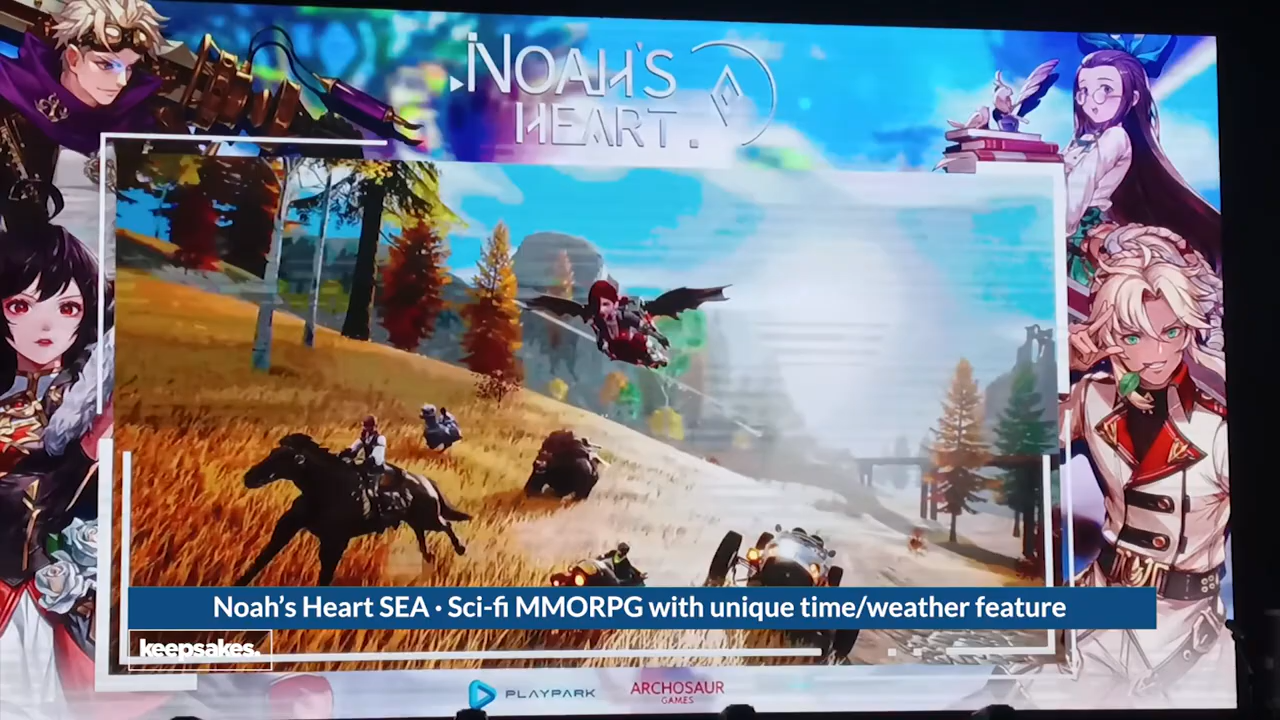 NOAH'S
HEART.
Noah's Heart SEA · Sci-fi MMORPG with unique time/weather feature
keepsakes.
PLAYPARK
ARCHOSAUR
GAMES